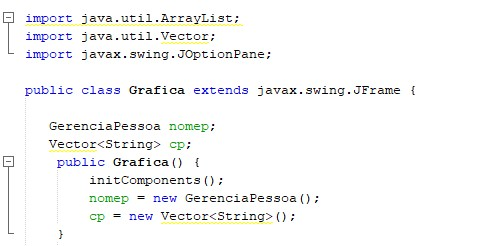 import java.util.ArrayList;
import java.util.Vector;
import javax.swing.JOptionPane;
public class Grafica extends javax.swing.JFrame {
GerenciaPessoa nomep;
Vector<String> cp;
public Grafica() {
initComponents();
nomep = new GerenciaPessoa();
cp = new Vector<String>();
}